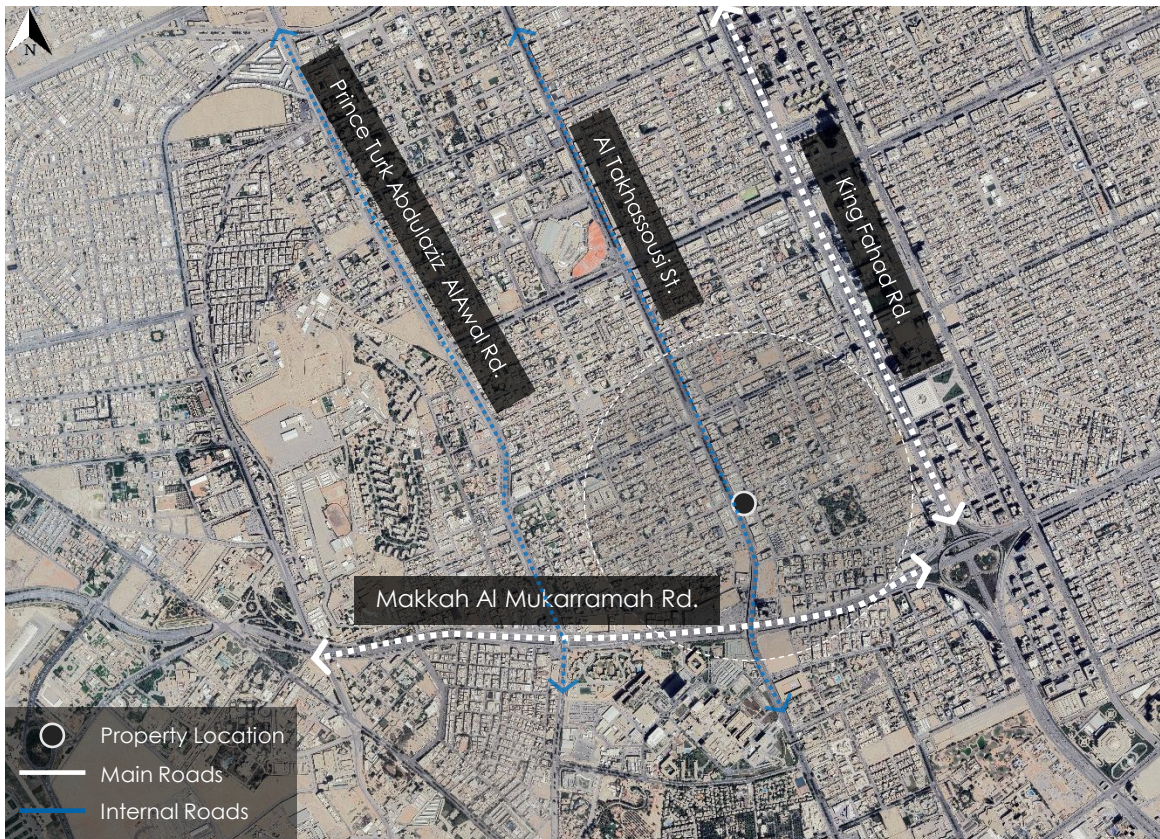 N
Prince Turk Abdulaziz AlAwal Rd.
Al Takhassousi St.
King Fahad Rd.
Makkah Al Mukarramah Rd.
Property Location
Main Roads
Internal Roads